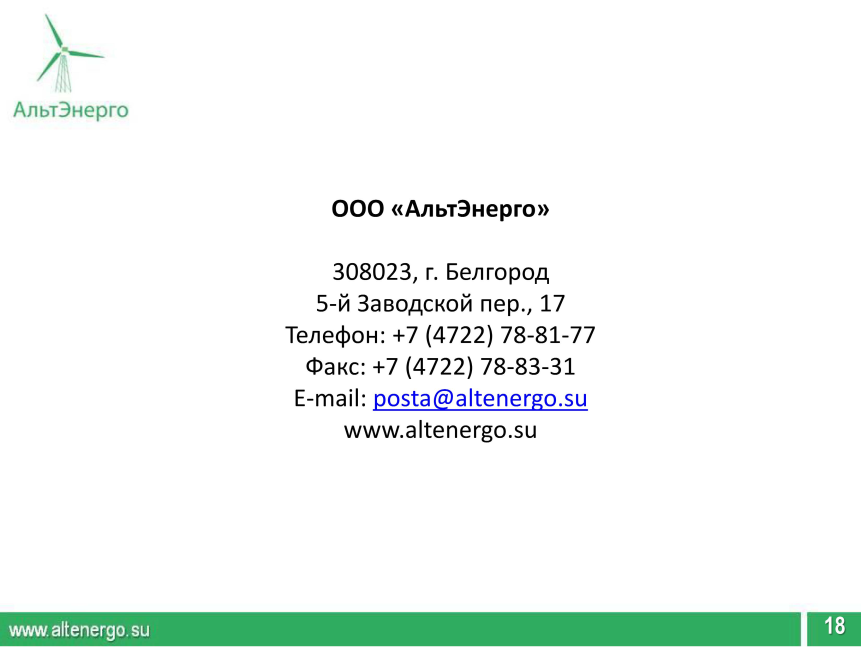 АльтЭнерго
ООО «АльтЭнерго»
308023, г. Белгород
5-й Заводской пер., 17
Телефон: +7 (4722) 78-81-77
Факс: +7 (4722) 78-83-31
E-mail: posta@altenergo.su
www.altenergo.su
www.altenergo.su
18